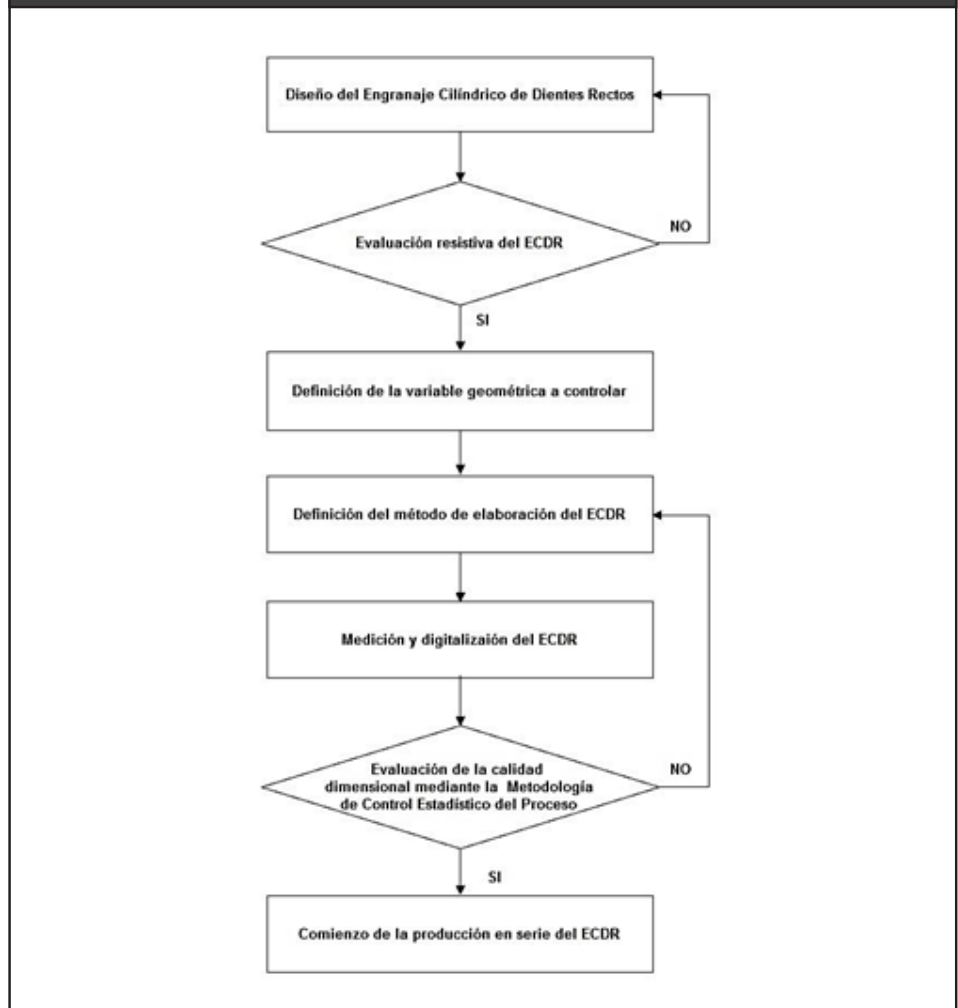 Diseño del Engranaje Cilíndrico de Dientes Rectos
Evaluación resistiva del ECDR
NO
SI
Definición de la variable geométrica a controlar
Definición del método de elaboración del ECDR
Medición y digitalizaión del ECDR
Evaluación de la calidad
dimensional mediante la Metodología
de Control Estadístico del Proceso
NO
SI
Comienzo de la producción en serie del ECDR